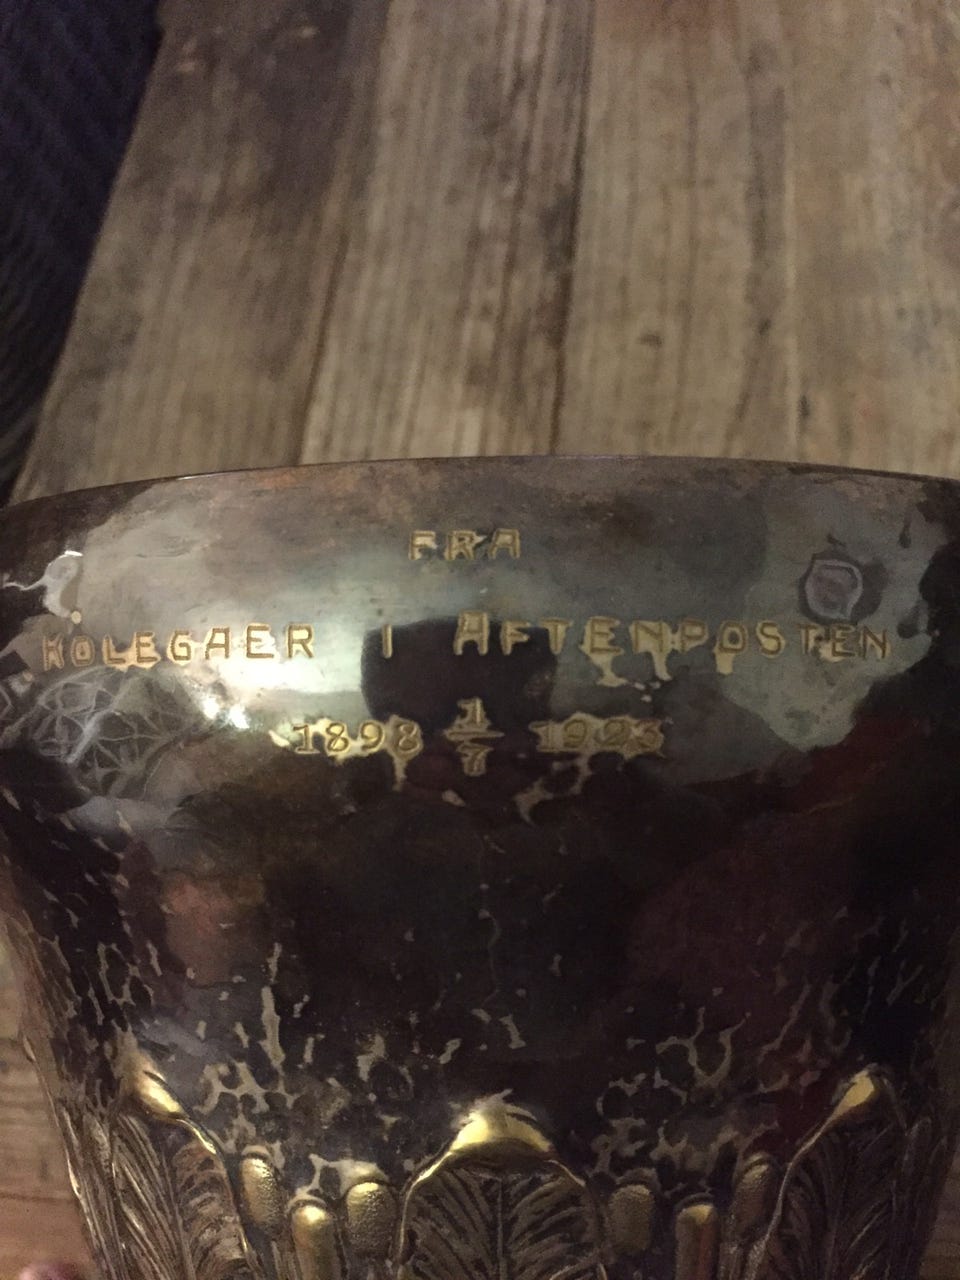 FRA
KOLEGAER I AFTENPOSTEN
1898 1/7 1923